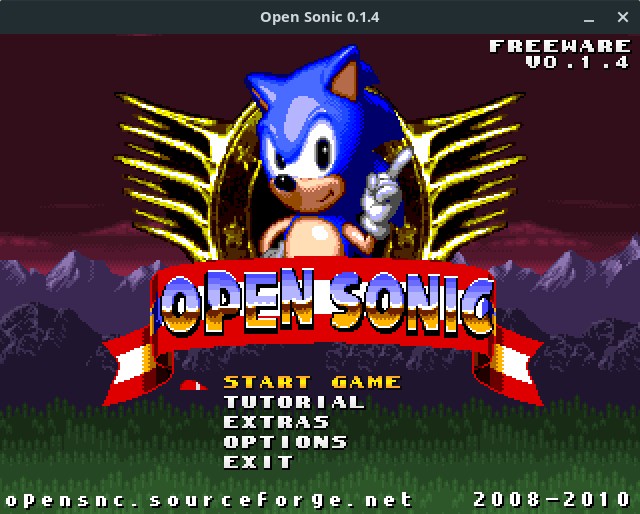 Open Sonic 0.1.4
FREEWARE
V0.1.4
OPEN SONIC
START GAME
TUTORIAL
EXTRAS
OPTIONS
EXIT
opensnc.sourceforge.net 2008-2010